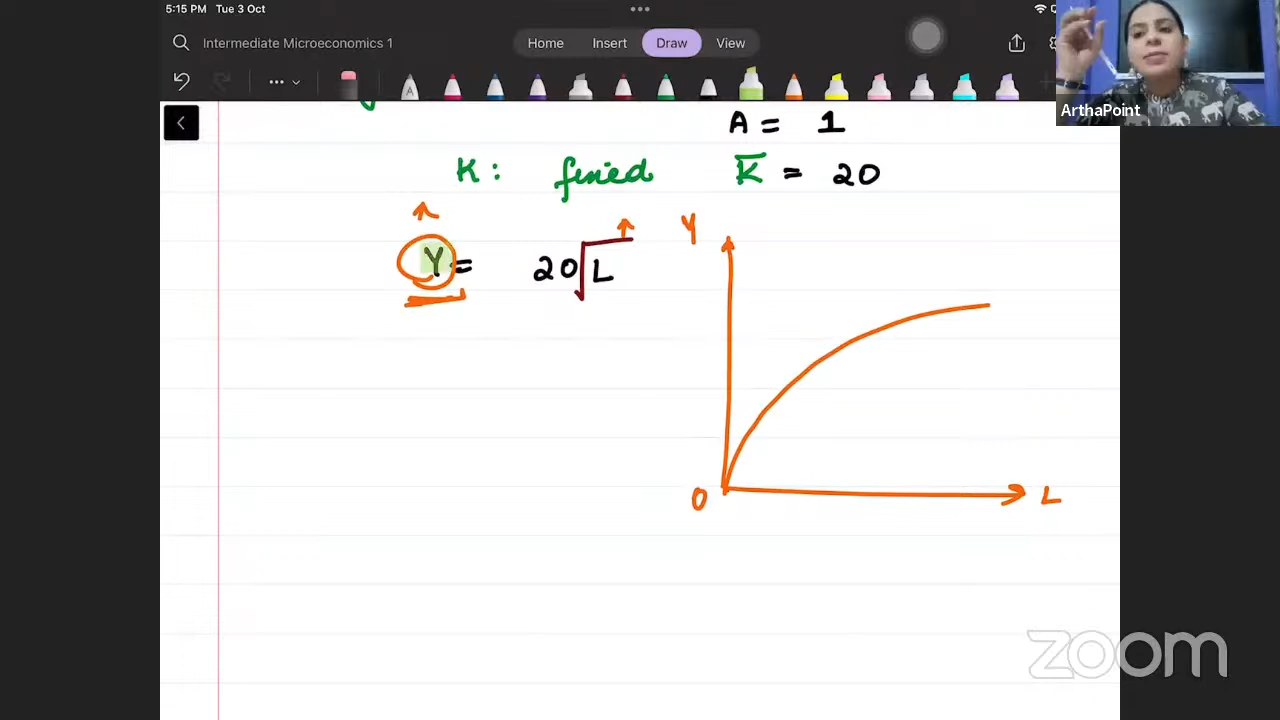 5:15 PM Tue 3 Oct
Intermediate Microeconomics 1
Home Insert Draw View
ArthaPoint
A = 1
K: fixed K̅ = 20
Y = 20√L
Y
O
L
zoom